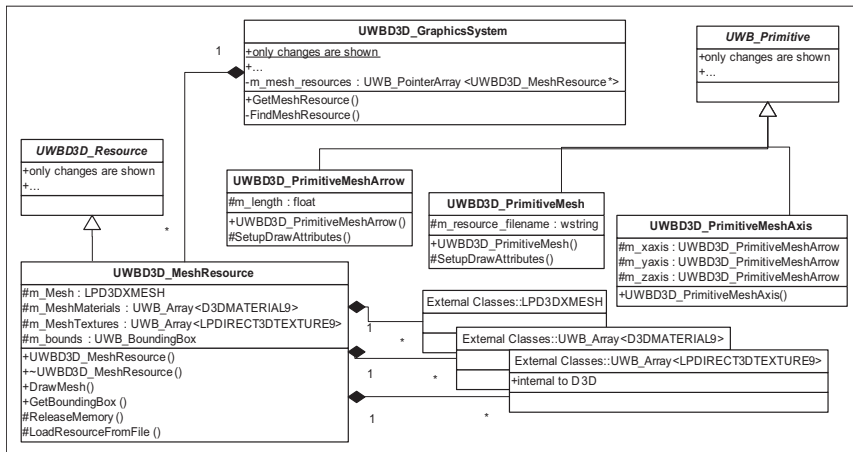 UWBD3D_GraphicsSystem
+only changes are shown
+...
-m_mesh_resources : UWB_PointerArray <UWBD3D_MeshResource*>
+GetMeshResource()
-FindMeshResource()
1
UWB_Primitive
+only changes are shown
+...
UWBD3D_Resource
+only changes are shown
+...
*
UWBD3D_PrimitiveMeshArrow
#m_length : float
+UWBD3D_PrimitiveMeshArrow()
#SetupDrawAttributes()
UWBD3D_PrimitiveMesh
#m_resource_filename : wstring
+UWBD3D_PrimitiveMesh()
#SetupDrawAttributes()
UWBD3D_PrimitiveMeshAxis
#m_xaxis : UWBD3D_PrimitiveMeshArrow
#m_yaxis : UWBD3D_PrimitiveMeshArrow
#m_zaxis : UWBD3D_PrimitiveMeshArrow
+UWBD3D_PrimitiveMeshAxis()
UWBD3D_MeshResource
#m_Mesh : LPD3DXMESH
#m_MeshMaterials : UWB_Array<D3DMATERIAL9>
#m_MeshTextures : UWB_Array<LPDIRECT3DTEXTURE9>
#m_bounds : UWB_BoundingBox
+UWBD3D_MeshResource()
+~UWBD3D_MeshResource()
+DrawMesh()
+GetBoundingBox()
#ReleaseMemory()
#LoadResourceFromFile()
External Classes::LPD3DXMESH
1
*
External Classes::UWB_Array<D3DMATERIAL9>
1
*
External Classes::UWB_Array<LPDIRECT3DTEXTURE9>
+internal to D3D
1
*